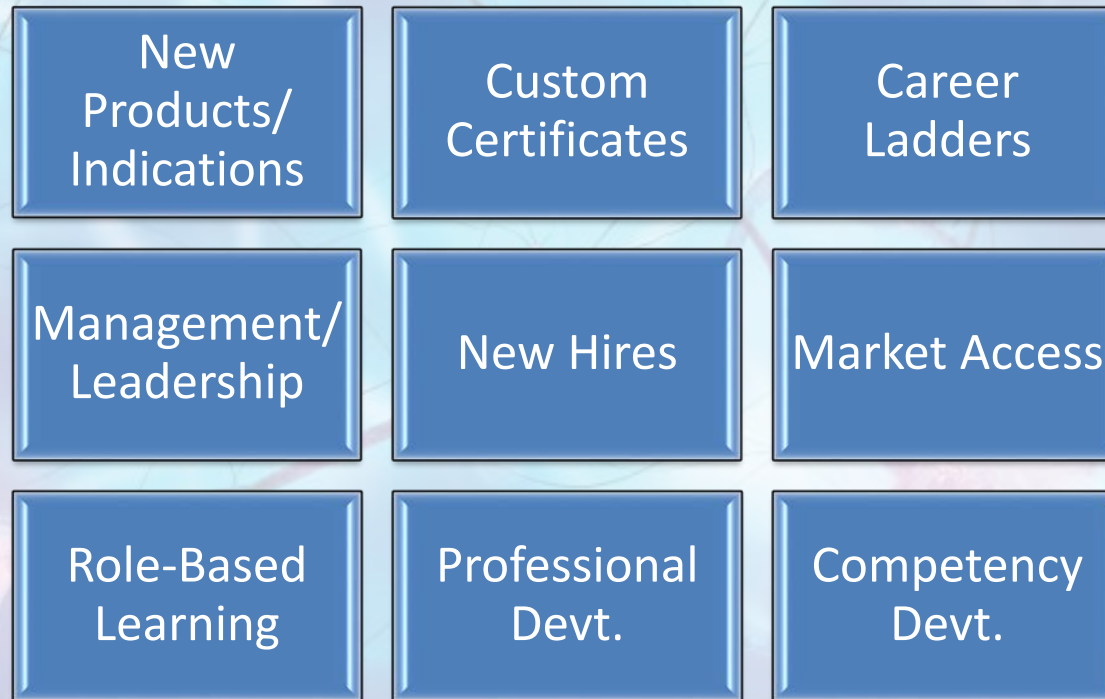 New
Products/
Indications
Custom
Certificates
Career
Ladders
Management/
Leadership
New Hires
Market Access
Role-Based
Learning
Professional
Devt.
Competency
Devt.